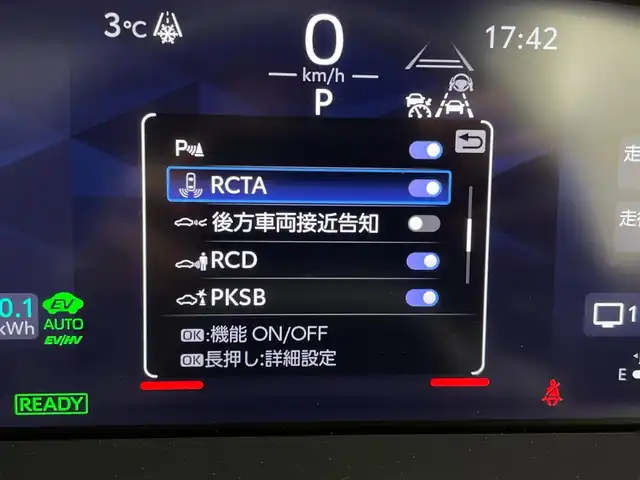 3℃
0
17:42
km/h
P
P
RCTA
後方車両接近告知
RCD
PKSB
OK:機能 ON/OFF
OK長押し:詳細設定
0.1
kWh
EV
AUTO
EV/HV
READY
走
走行
1
E